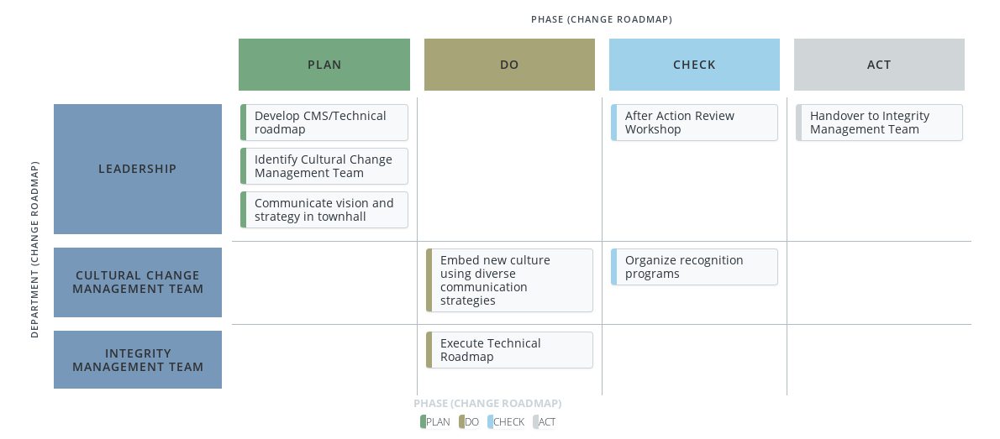 PHASE (CHANGE ROADMAP)
PLAN
DO
CHECK
ACT
DEPARTMENT (CHANGE ROADMAP)
LEADERSHIP
Develop CMS/Technical
roadmap
Identify Cultural Change
Management Team
Communicate vision and
strategy in townhall
After Action Review
Workshop
Handover to Integrity
Management Team
CULTURAL CHANGE
MANAGEMENT TEAM
Embed new culture
using diverse
communication
strategies
Organize recognition
programs
INTEGRITY
MANAGEMENT TEAM
Execute Technical
Roadmap
PHASE (CHANGE ROADMAP)
PLAN DO CHECK ACT